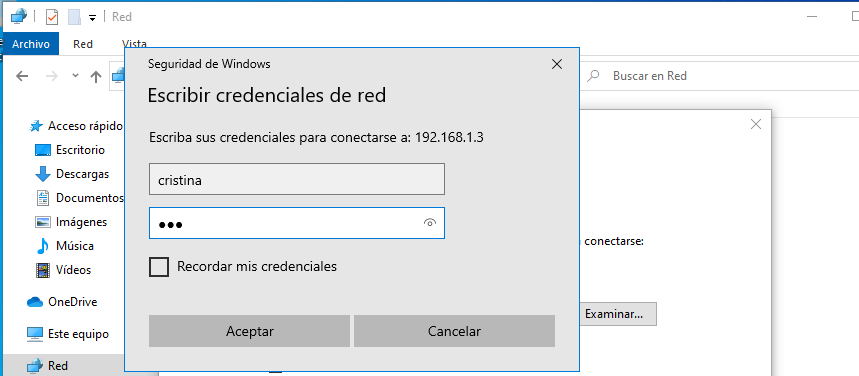 Red
Archivo
Red
Vista
Buscar en Red
Seguridad de Windows
Escribir credenciales de red
Escriba sus credenciales para conectarse a: 192.168.1.3
cristina
Recordar mis credenciales
Aceptar
Cancelar
Acceso rápido
Escritorio
Descargas
Documentos
Imágenes
Música
Vídeos
OneDrive
Este equipo
Red
conectarse:
Examinar...